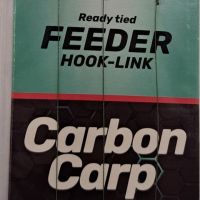 Ready tied
FEEDER
HOOK-LINK
Carbon
Carp